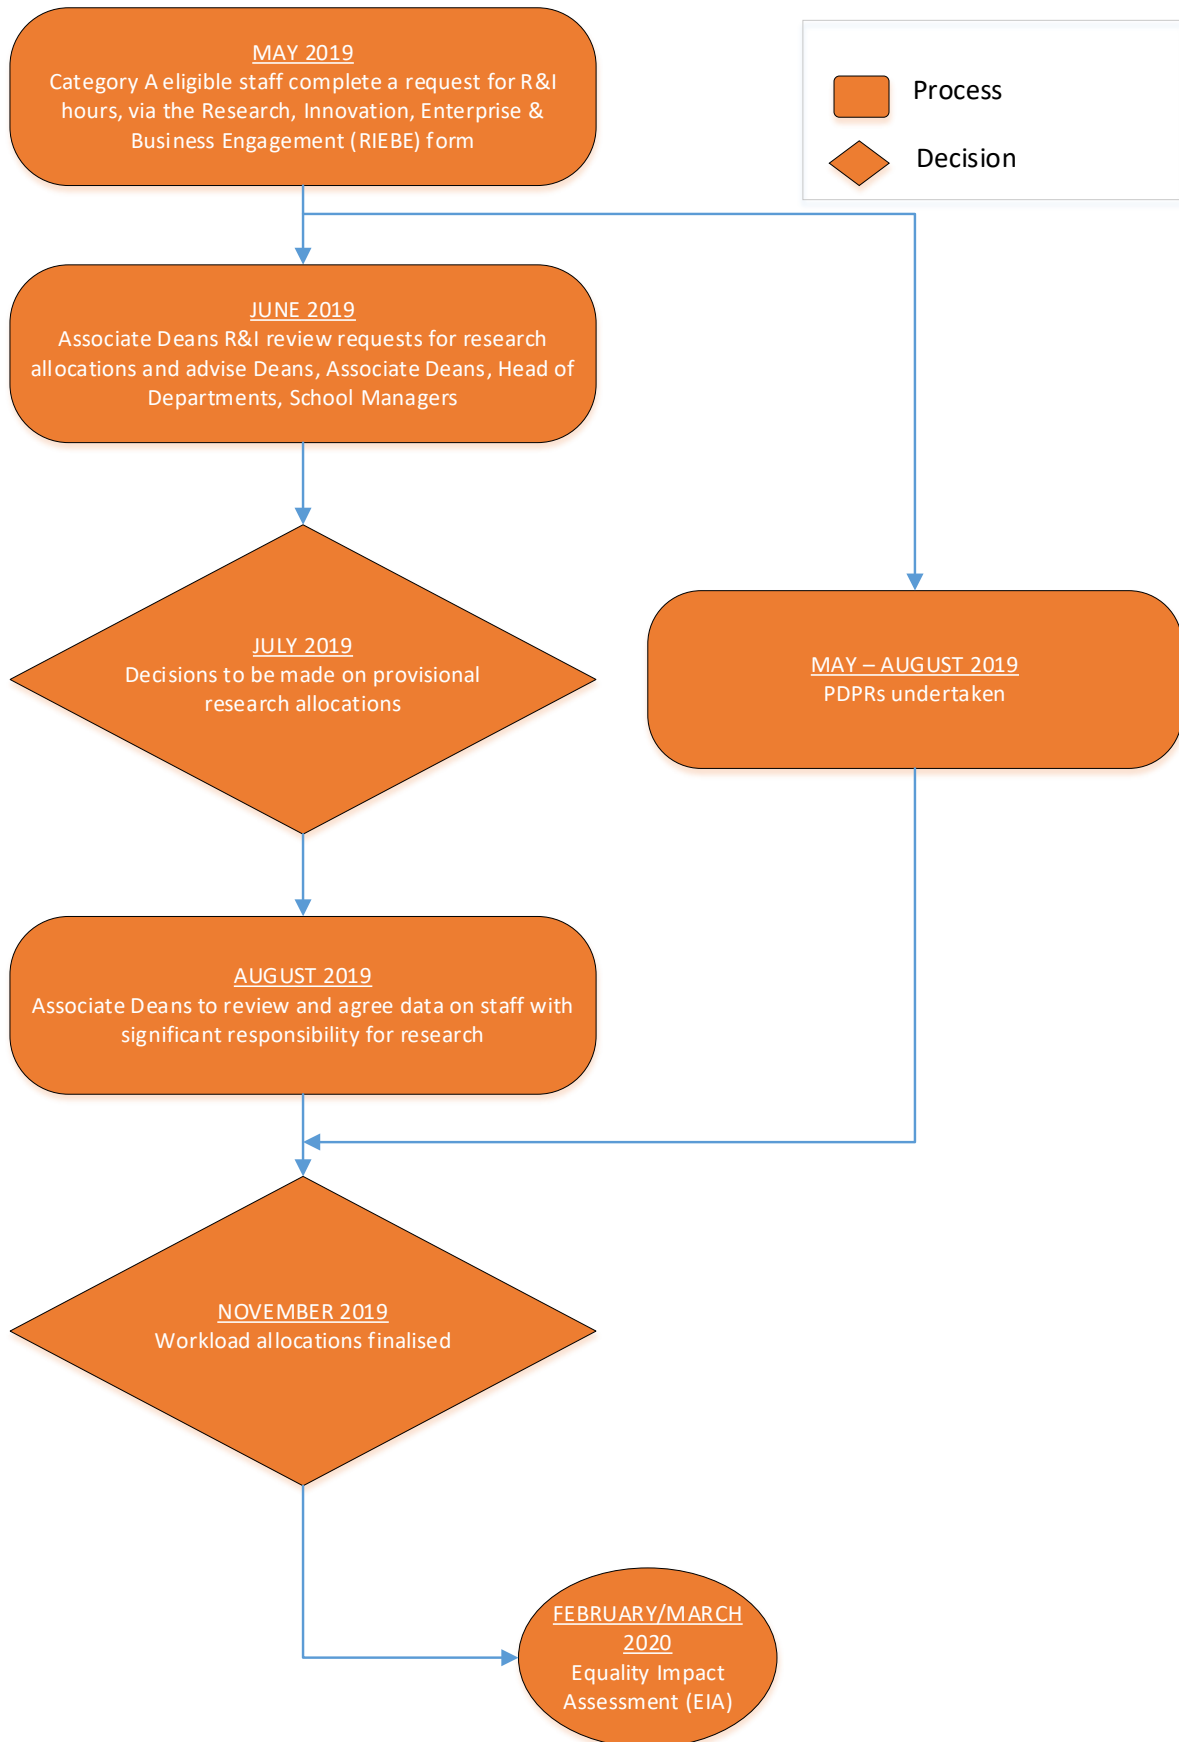 MAY 2019
Category A eligible staff complete a request for R&I
hours, via the Research, Innovation, Enterprise &
Business Engagement (RIEBE) form
Process
Decision
JUNE 2019
Associate Deans R&I review requests for research
allocations and advise Deans, Associate Deans, Head of
Departments, School Managers
JULY 2019
Decisions to be made on provisional
research allocations
MAY – AUGUST 2019
PDPRs undertaken
AUGUST 2019
Associate Deans to review and agree data on staff with
significant responsibility for research
NOVEMBER 2019
Workload allocations finalised
FEBRUARY/MARCH
2020
Equality Impact
Assessment (EIA)